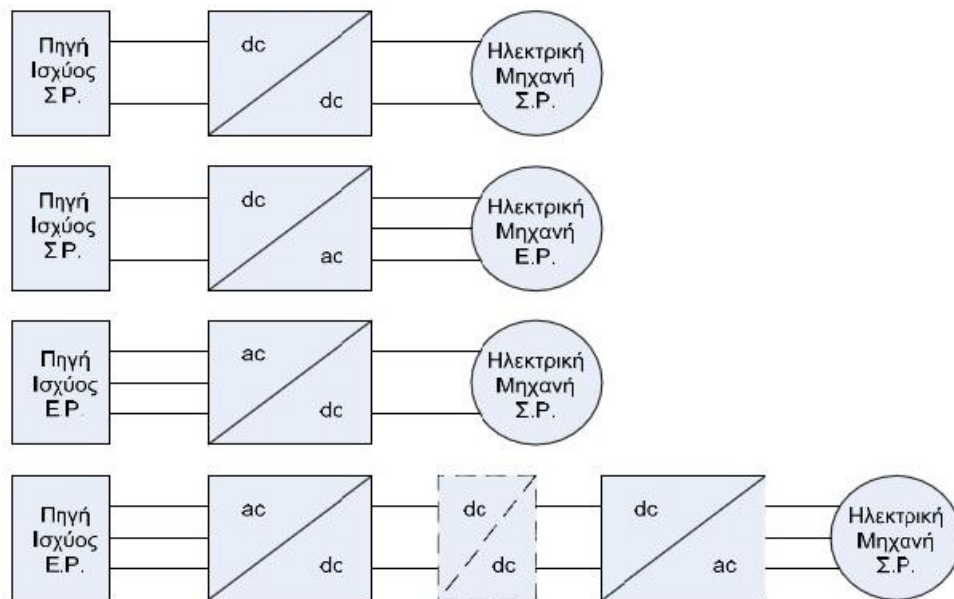 Πηγή
Ισχύος
Σ.Ρ.
dc
dc
Ηλεκτρική
Μηχανή
Σ.Ρ.
Πηγή
Ισχύος
Σ.Ρ.
dc
ac
Ηλεκτρική
Μηχανή
Ε.Ρ.
Πηγή
Ισχύος
Ε.Ρ.
ac
dc
Ηλεκτρική
Μηχανή
Σ.Ρ.
Πηγή
Ισχύος
Ε.Ρ.
ac
dc
dc
dc
dc
ac
Ηλεκτρική
Μηχανή
Σ.Ρ.